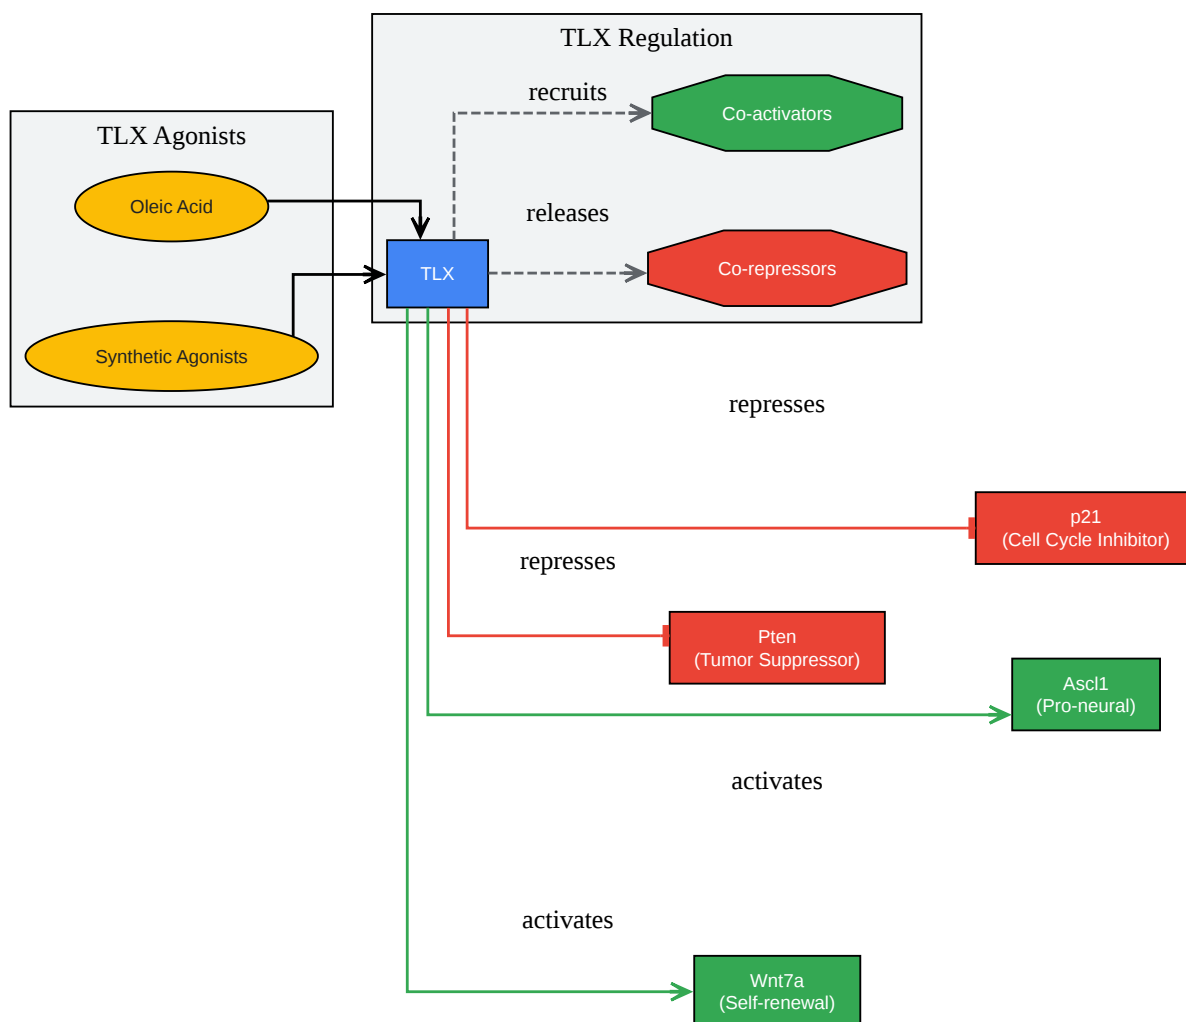 TLX Regulation
recruits
Co-activators
TLX Agonists
Oleic Acid
releases
TLX
Co-repressors
Synthetic Agonists
represses
p21
(Cell Cycle Inhibitor)
represses
Pten
(Tumor Suppressor)
Ascl1
(Pro-neural)
activates
activates
Wnt7a
(Self-renewal)